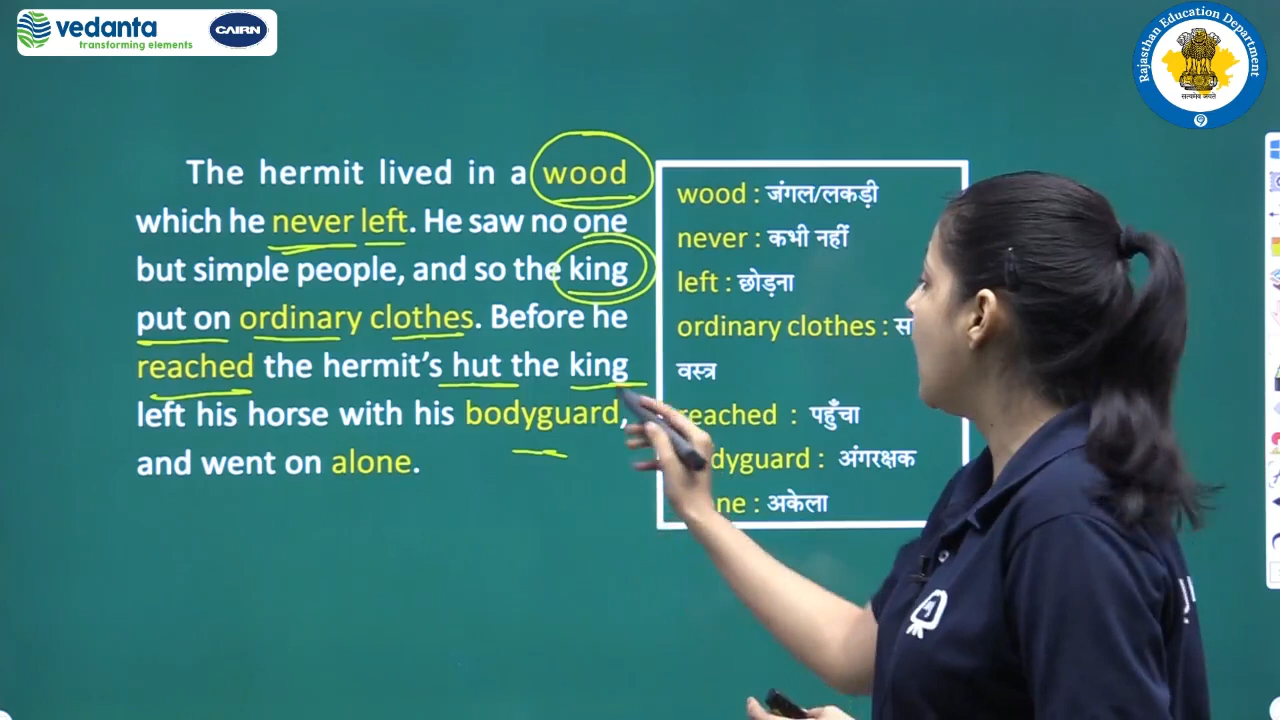 vedanta
transforming elements
CAIRN
Rajasthan Education Department
सत्यमेव जयते
The hermit lived in a wood
which he never left. He saw no one
but simple people, and so the king
put on ordinary clothes. Before he
reached the hermit’s hut the king
left his horse with his bodyguard,
and went on alone.
wood : जंगल/लकड़ी
never : कभी नहीं
left : छोड़ना
ordinary clothes :
वस्त्र
reached : पहुँचा
: अंगरक्षक
: अकेला